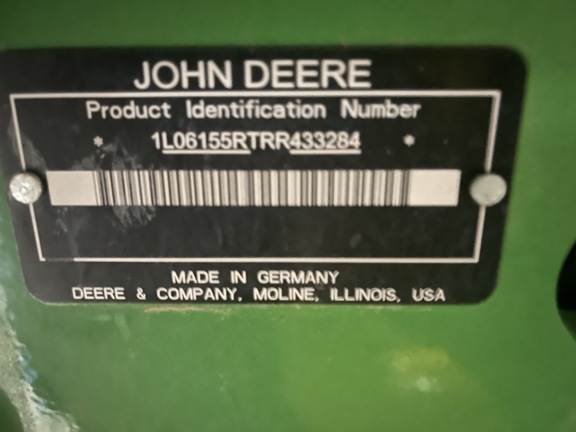 JOHN DEERE
Product Identification Number
* 1L06155RTRR433284 *
MADE IN GERMANY
DEERE & COMPANY, MOLINE, ILLINOIS, USA